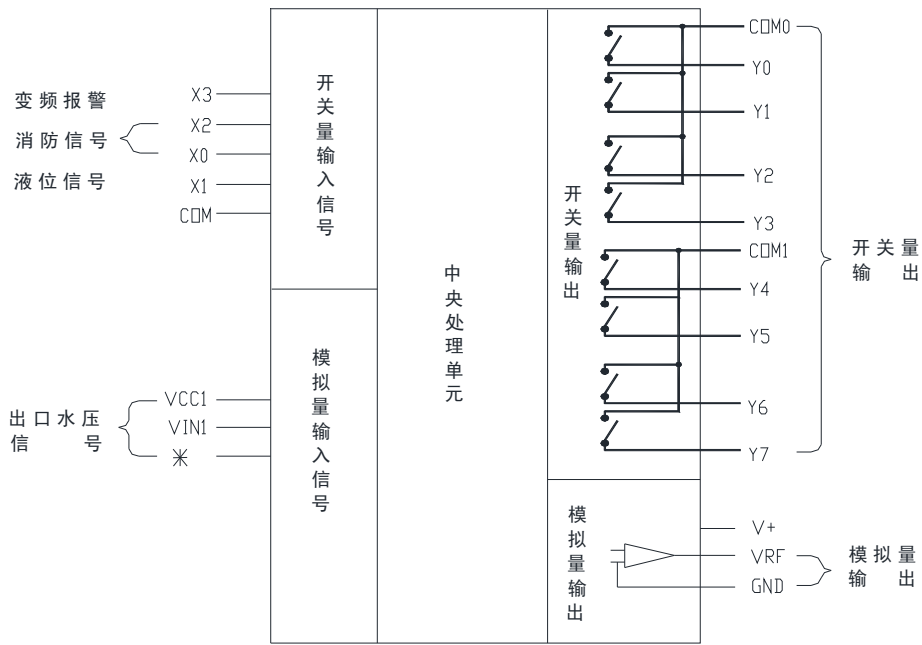 变频报警
消防信号
液位信号
X3
X2
X0
X1
COM
开关量输入信号
出口水压
信号
VCC1
VIN1
米
模拟量输入信号
中央处理单元
开关量输出
COM0
Y0
Y1
Y2
Y3
COM1
Y4
Y5
Y6
Y7
开关量
输出
模拟量输出
V+
VRF
GND
模拟量
输出